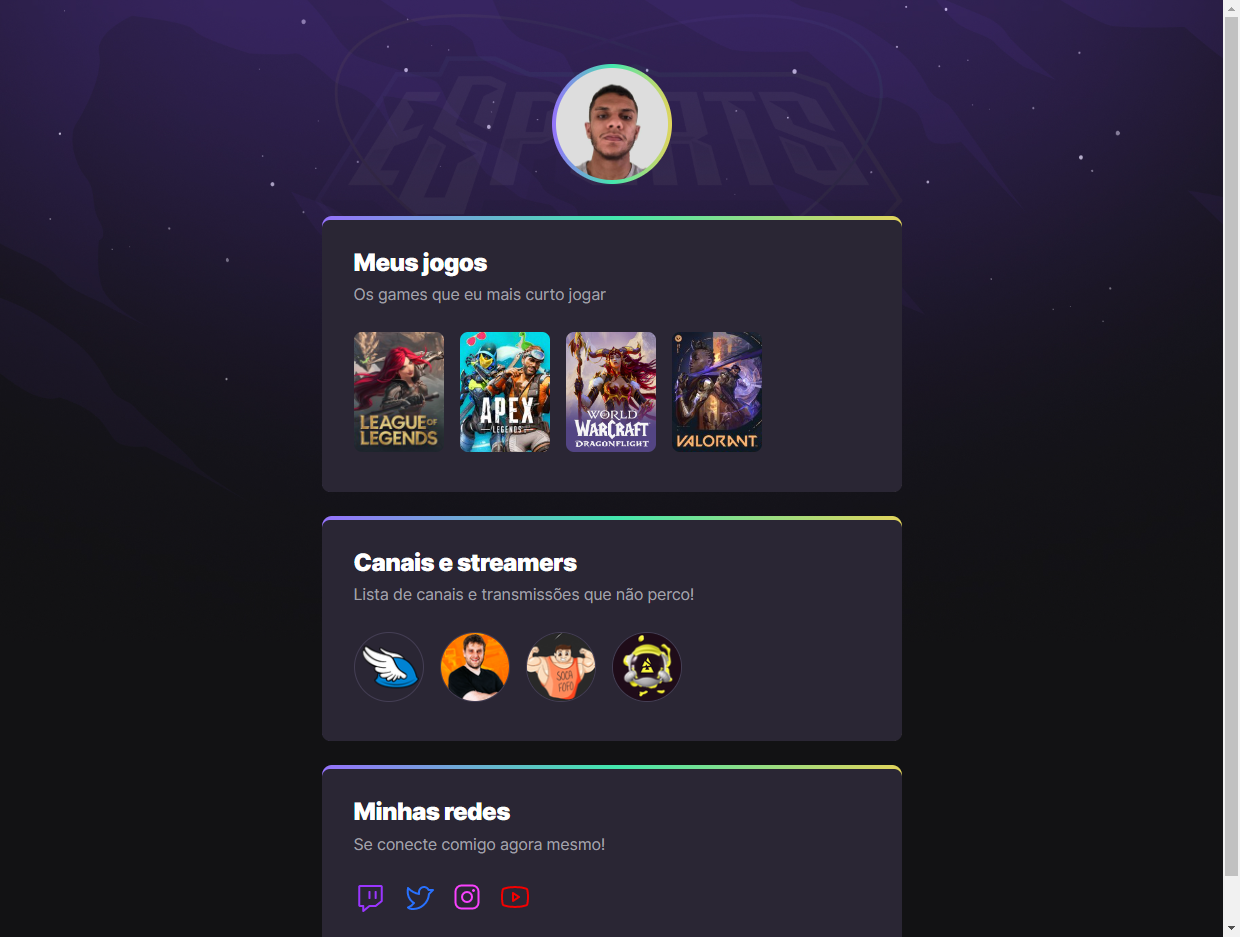 ESPORTS
Meus jogos
Os games que eu mais curto jogar
LEAGUE OF
LEGENDS
APEX
LEGENDS
WORLD
WARCRAFT
DRAGONFLIGHT
VALORANT
Canais e streamers
Lista de canais e transmissões que não perco!
SOCA
FOFO
Minhas redes
Se conecte comigo agora mesmo!